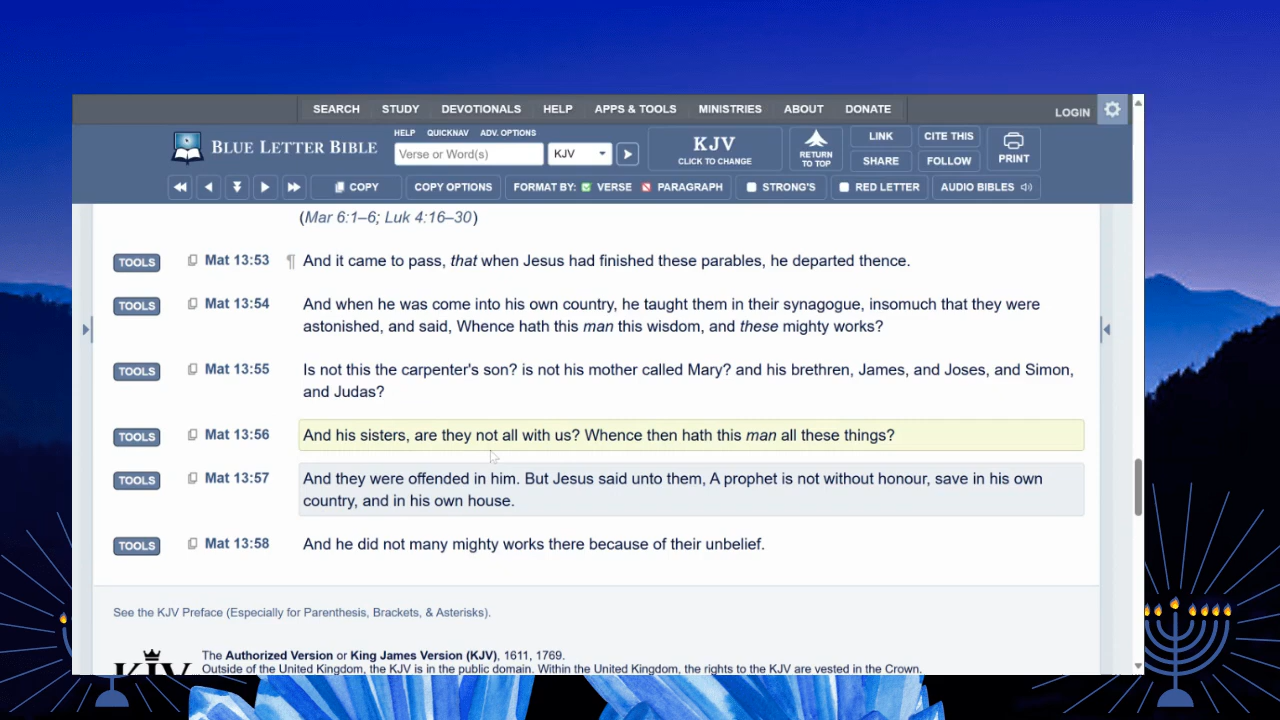 SEARCH STUDY DEVOTIONALS HELP APPS & TOOLS MINISTRIES ABOUT DONATE LOGIN
BLUE LETTER BIBLE
HELP QUICKNAV ADV. OPTIONS
Verse or Word(s) KJV
KJV
CLICK TO CHANGE
RETURN
TO TOP
LINK CITE THIS
SHARE FOLLOW
PRINT
COPY COPY OPTIONS FORMAT BY: VERSE PARAGRAPH STRONG'S RED LETTER AUDIO BIBLES
(Mar 6:1–6; Luk 4:16–30)
TOOLS Mat 13:53 ¶ And it came to pass, that when Jesus had finished these parables, he departed thence.
TOOLS Mat 13:54 And when he was come into his own country, he taught them in their synagogue, insomuch that they were
astonished, and said, Whence hath this man this wisdom, and these mighty works?
TOOLS Mat 13:55 Is not this the carpenter's son? is not his mother called Mary? and his brethren, James, and Joses, and Simon,
and Judas?
TOOLS Mat 13:56 And his sisters, are they not all with us? Whence then hath this man all these things?
TOOLS Mat 13:57 And they were offended in him. But Jesus said unto them, A prophet is not without honour, save in his own
country, and in his own house.
TOOLS Mat 13:58 And he did not many mighty works there because of their unbelief.
See the KJV Preface (Especially for Parenthesis, Brackets, & Asterisks).
KJV
The Authorized Version or King James Version (KJV), 1611, 1769.
Outside of the United Kingdom, the KJV is in the public domain. Within the United Kingdom, the rights to the KJV are vested in the Crown.